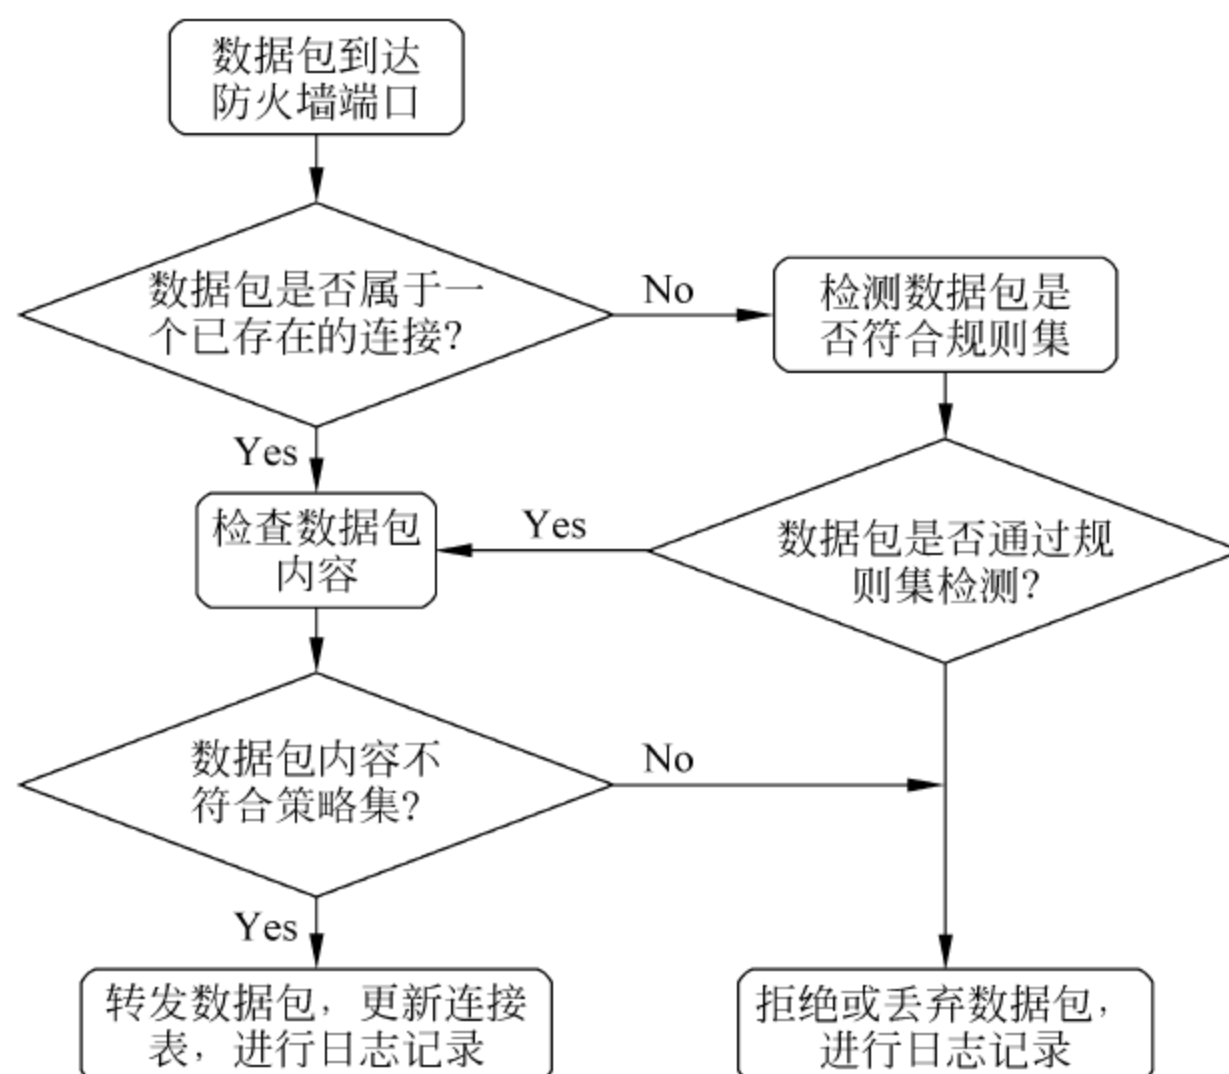 数据包到达
防火墙端口
数据包是否属于一
个已存在的连接?
No
检测数据包是
否符合规则集
Yes
检查数据包
内容
Yes
数据包是否通过规
则集检测?
数据包内容不
符合策略集?
No
Yes
转发数据包，更新连接
表，进行日志记录
拒绝或丢弃数据包，
进行日志记录